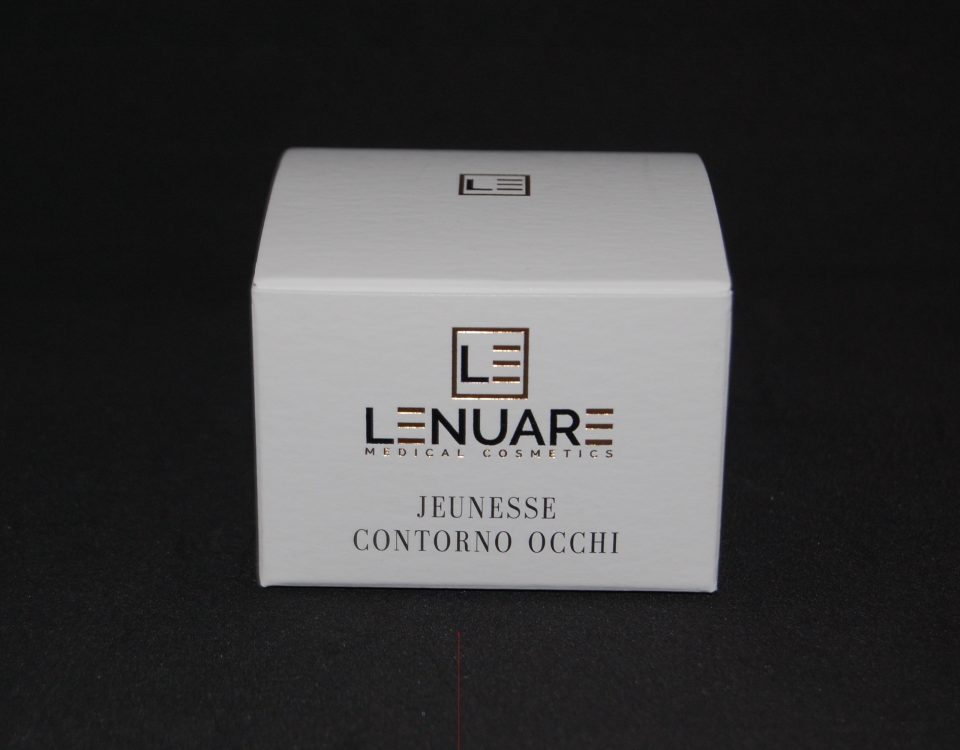 LE
LE
LENUARE
MEDICAL COSMETICS
JEUNESSE
CONTORNO OCCHI